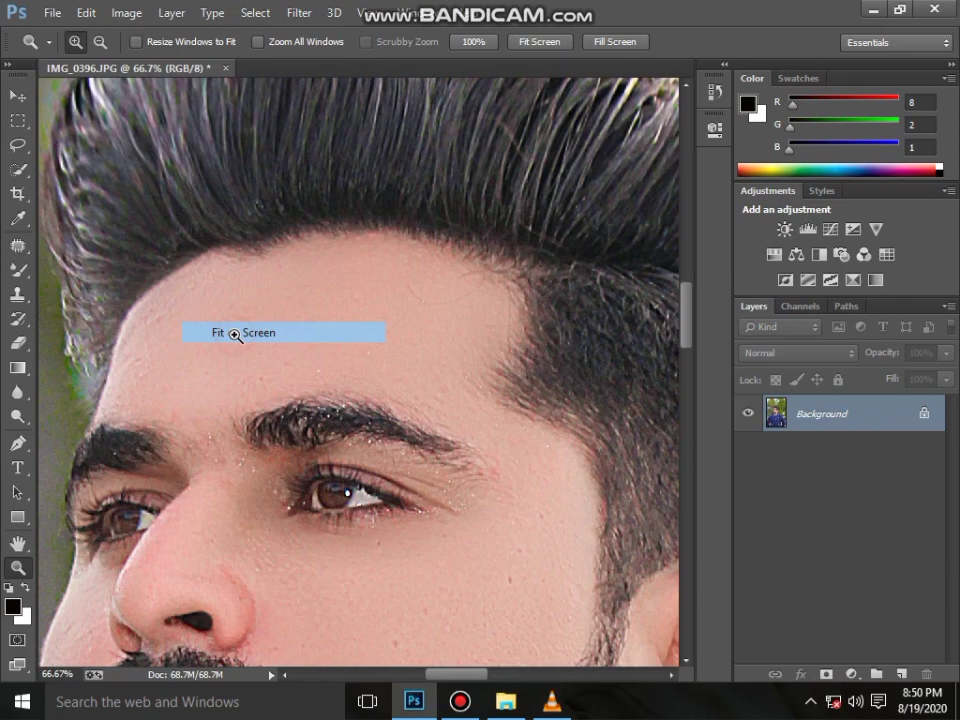 Ps File Edit Image Layer Type Select Filter 3D
www.BANDICAM.com
Resize Windows to Fit Zoom All Windows Scrubby Zoom 100% Fit Screen Fill Screen Essentials
IMG_0396.JPG @ 66.7% (RGB/8) * ×
Color Swatches
R 8
G 2
B 1
Adjustments Styles
Add an adjustment
Fit Screen
Layers Channels Paths
Kind
Normal Opacity: 100%
Lock: Fill: 100%
Background
66.67% Doc: 68.7M/68.7M
Search the web and Windows
Ps
8:50 PM
8/19/2020